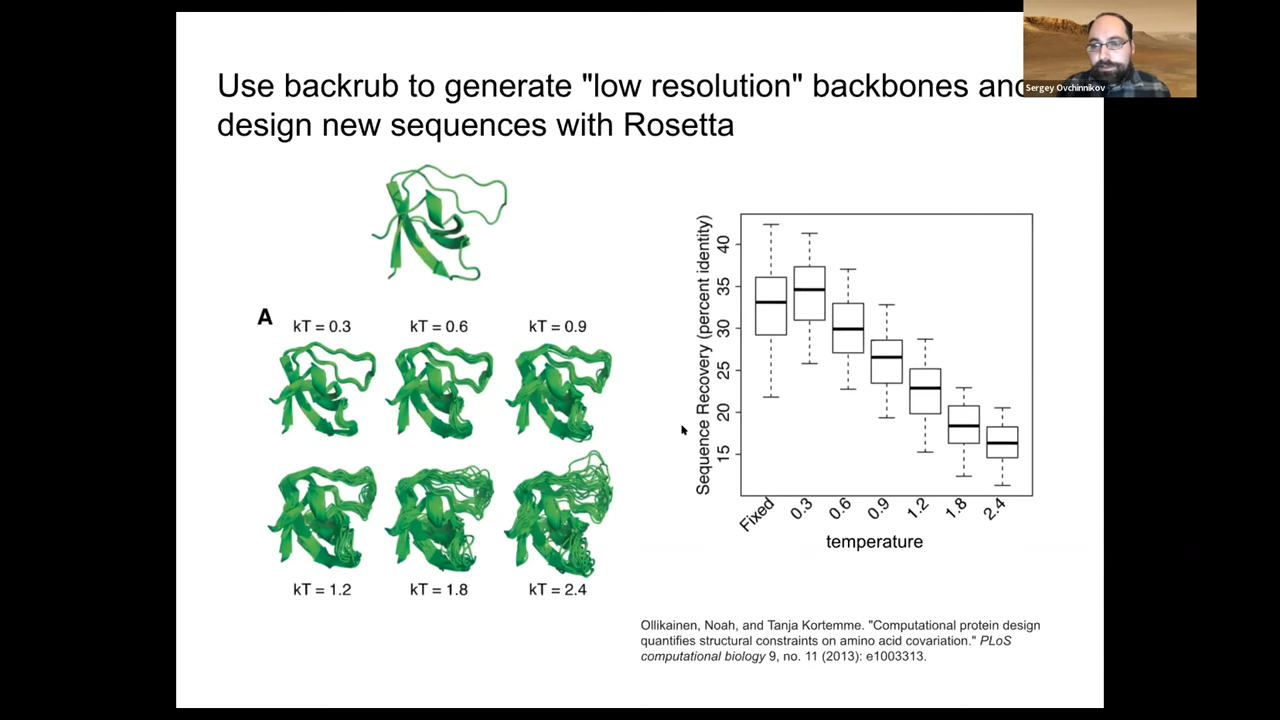 Use backrub to generate "low resolution" backbones and
design new sequences with Rosetta
Sergey Ovchinnikov
A
kT = 0.3
kT = 0.6
kT = 0.9
kT = 1.2
kT = 1.8
kT = 2.4
Sequence Recovery (percent identity)
40
35
30
25
20
15
Fixed
0.3
0.6
0.9
1.2
1.8
2.4
temperature
Ollikainen, Noah, and Tanja Kortemme. "Computational protein design
quantifies structural constraints on amino acid covariation." PLoS
computational biology 9, no. 11 (2013): e1003313.